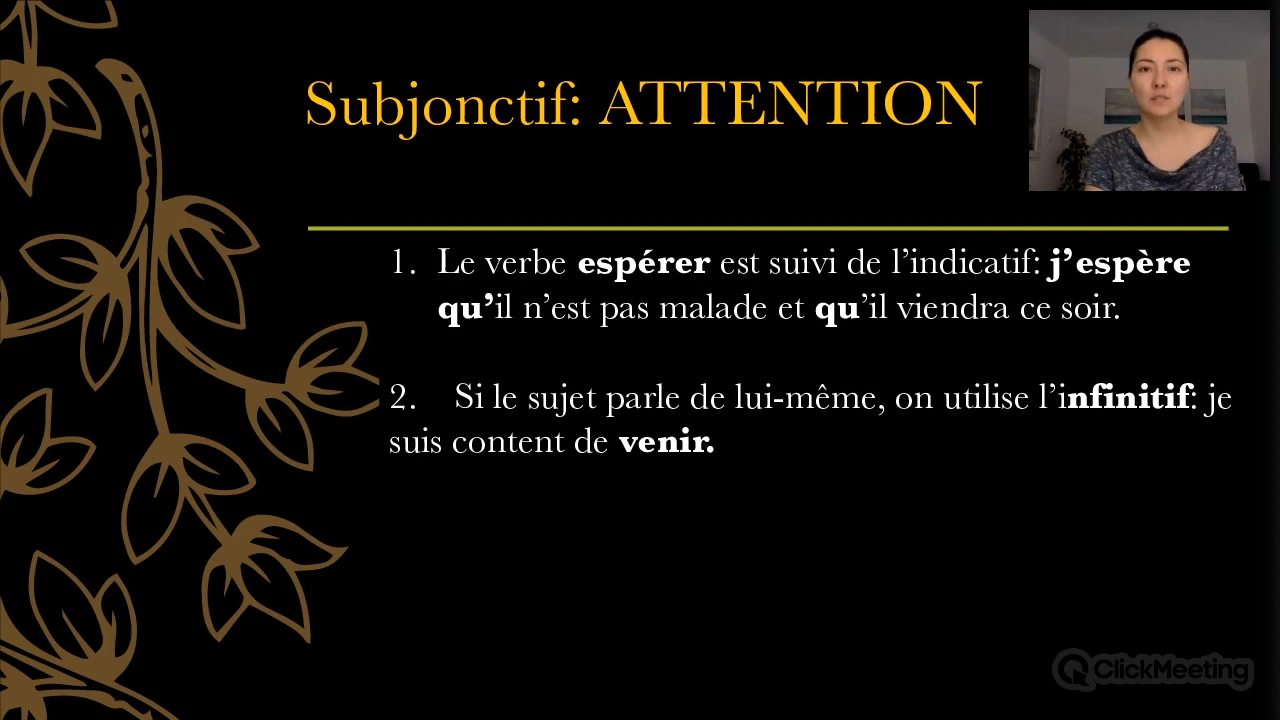 Subjonctif: ATTENTION
1. Le verbe espérer est suivi de l’indicatif: j’espère
qu’il n’est pas malade et qu’il viendra ce soir.
2. Si le sujet parle de lui-même, on utilise l’infinitif: je
suis content de venir.
ClickMeeting